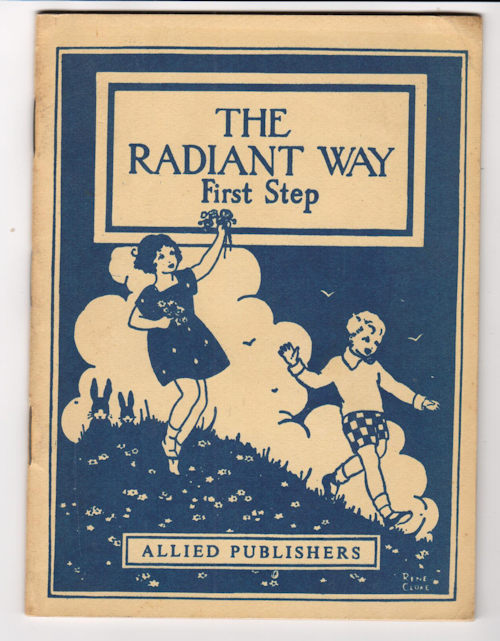 THE
RADIANT WAY
First Step
ALLIED PUBLISHERS
RENE
CLOKE